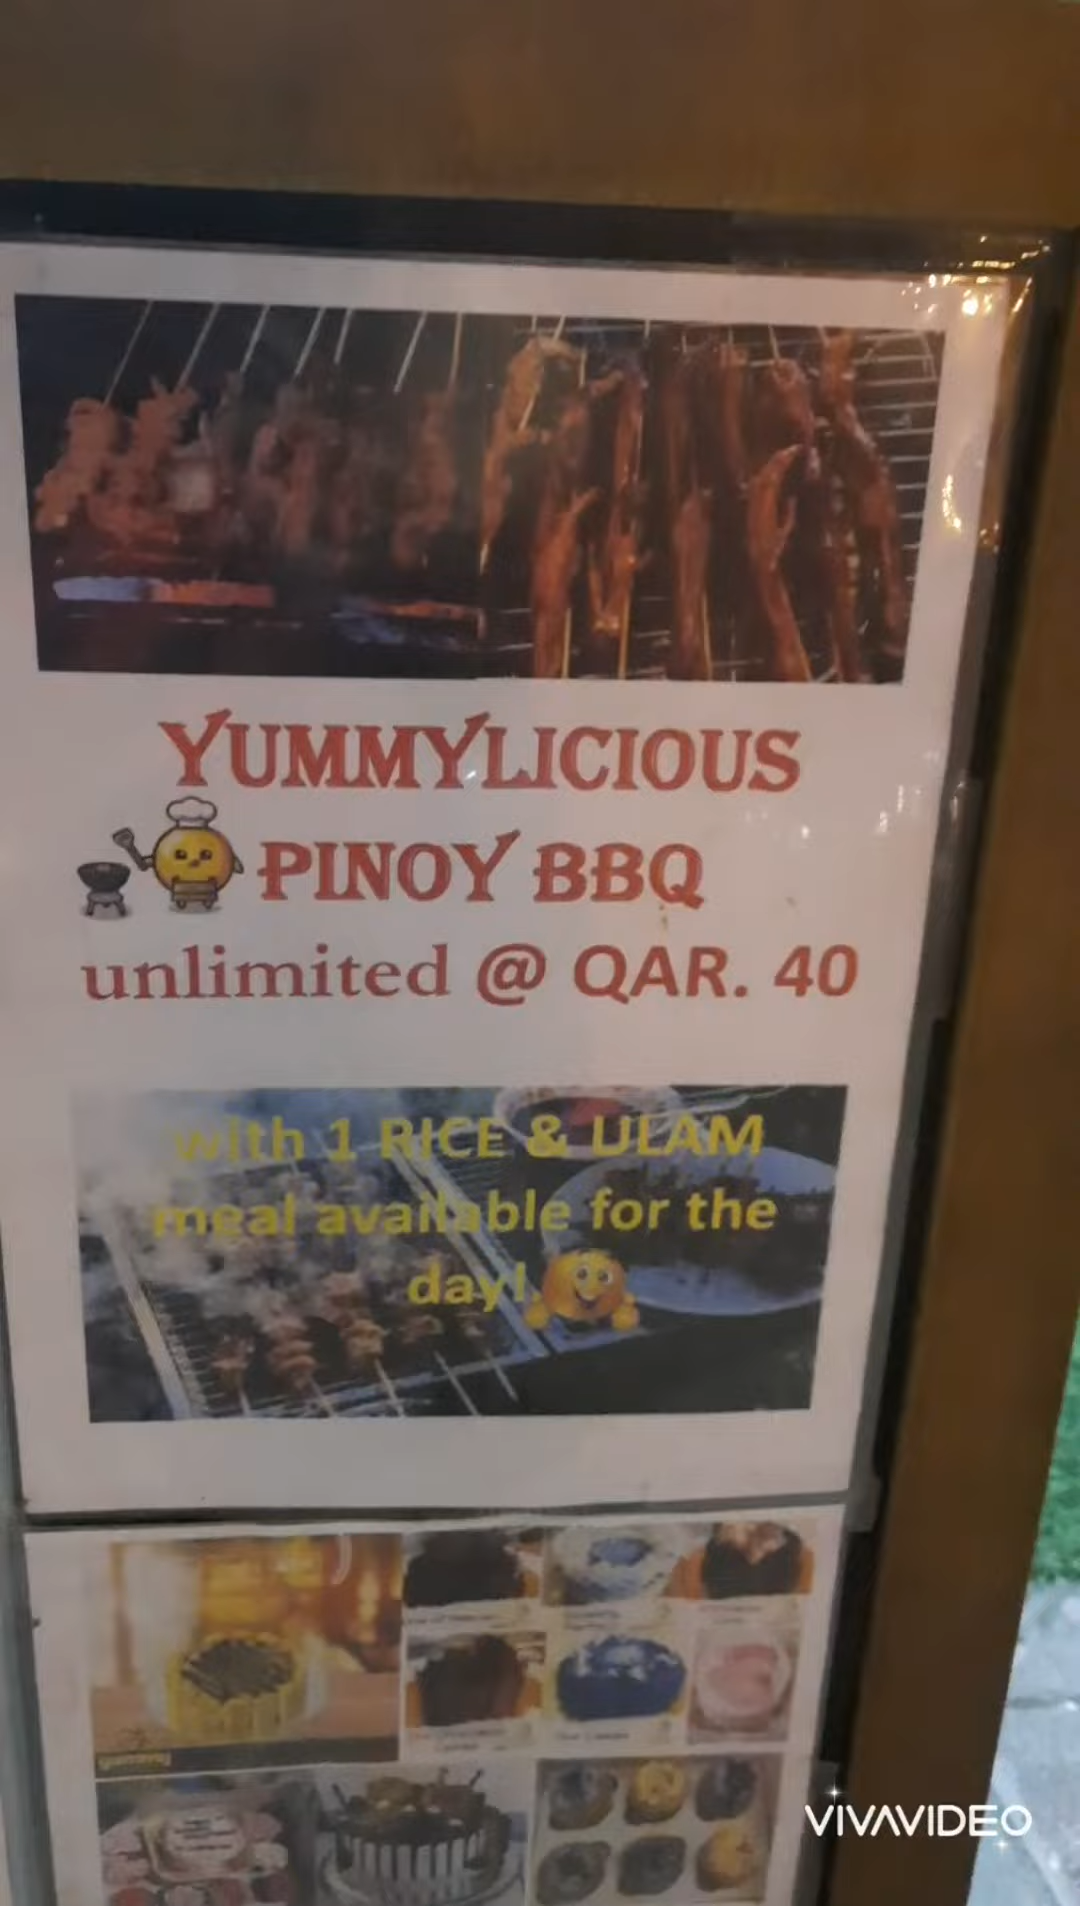 YUMMYLICIOUS
PINOY BBQ
unlimited @ QAR. 40
with 1 RICE & ULAM
meal available for the
day!
VIVAVIDEO